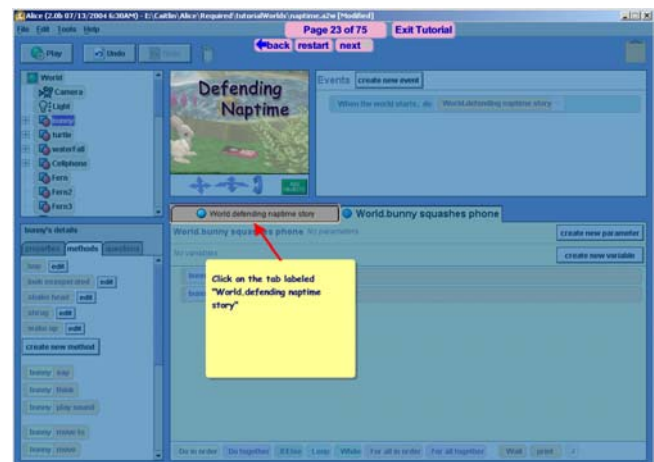 Alice (2.0b 07/13/2004 6:30AM) - E:\Caitlin\Alice\Required\tutorialWorlds\naptime.a2w [Modified]
File Edit Tools Help
Page 23 of 75
Exit Tutorial
back restart next
Play
Undo
World
Camera
Light
bunny
turtle
waterfall
Cellphone
Fern
Fern2
Fern3
Defending
Naptime
Events create new event
When the world starts, do World.defending naptime story
World.defending naptime story
World.bunny squashes phone
bunny's details
properties methods questions
World.bunny squashes phone No parameters
create new parameter
No variables
create new variable
hop edit
look exasperated edit
shake head edit
shrug edit
wake up edit
create new method
bunny say
bunny think
bunny play sound
bunny move to
bunny move
Click on the tab labeled
"World.defending naptime
story"
Do in order Do together If/Else Loop While For all in order For all together Wait print //